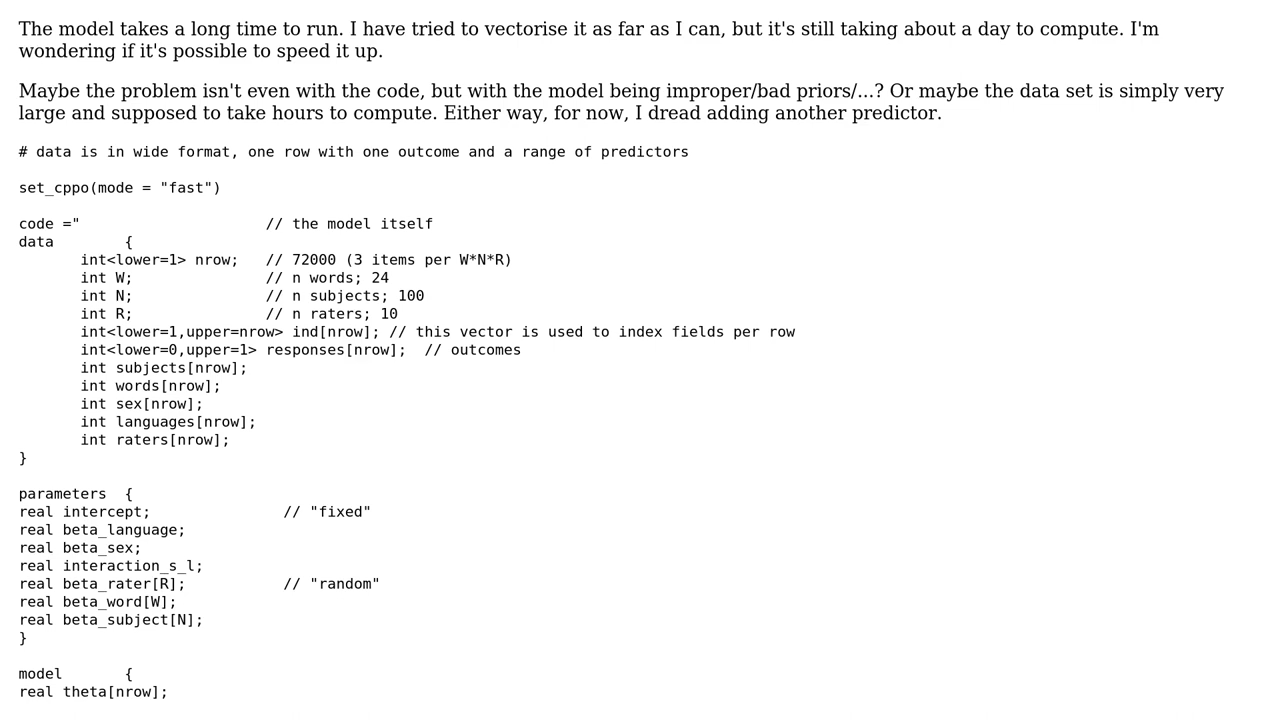 The model takes a long time to run. I have tried to vectorise it as far as I can, but it's still taking about a day to compute. I'm
wondering if it's possible to speed it up.
Maybe the problem isn't even with the code, but with the model being improper/bad priors/...? Or maybe the data set is simply very
large and supposed to take hours to compute. Either way, for now, I dread adding another predictor.
# data is in wide format, one row with one outcome and a range of predictors
set_cppo(mode = "fast")
code ="                     // the model itself
data        {
       int<lower=1> nrow;   // 72000 (3 items per W*N*R)
       int W;               // n words; 24
       int N;               // n subjects; 100
       int R;               // n raters; 10
       int<lower=1,upper=nrow> ind[nrow]; // this vector is used to index fields per row
       int<lower=0,upper=1> responses[nrow];  // outcomes
       int subjects[nrow];
       int words[nrow];
       int sex[nrow];
       int languages[nrow];
       int raters[nrow];
}
parameters  {
real intercept;               // "fixed"
real beta_language;
real beta_sex;
real interaction_s_l;
real beta_rater[R];           // "random"
real beta_word[W];
real beta_subject[N];
}
model       {
real theta[nrow];